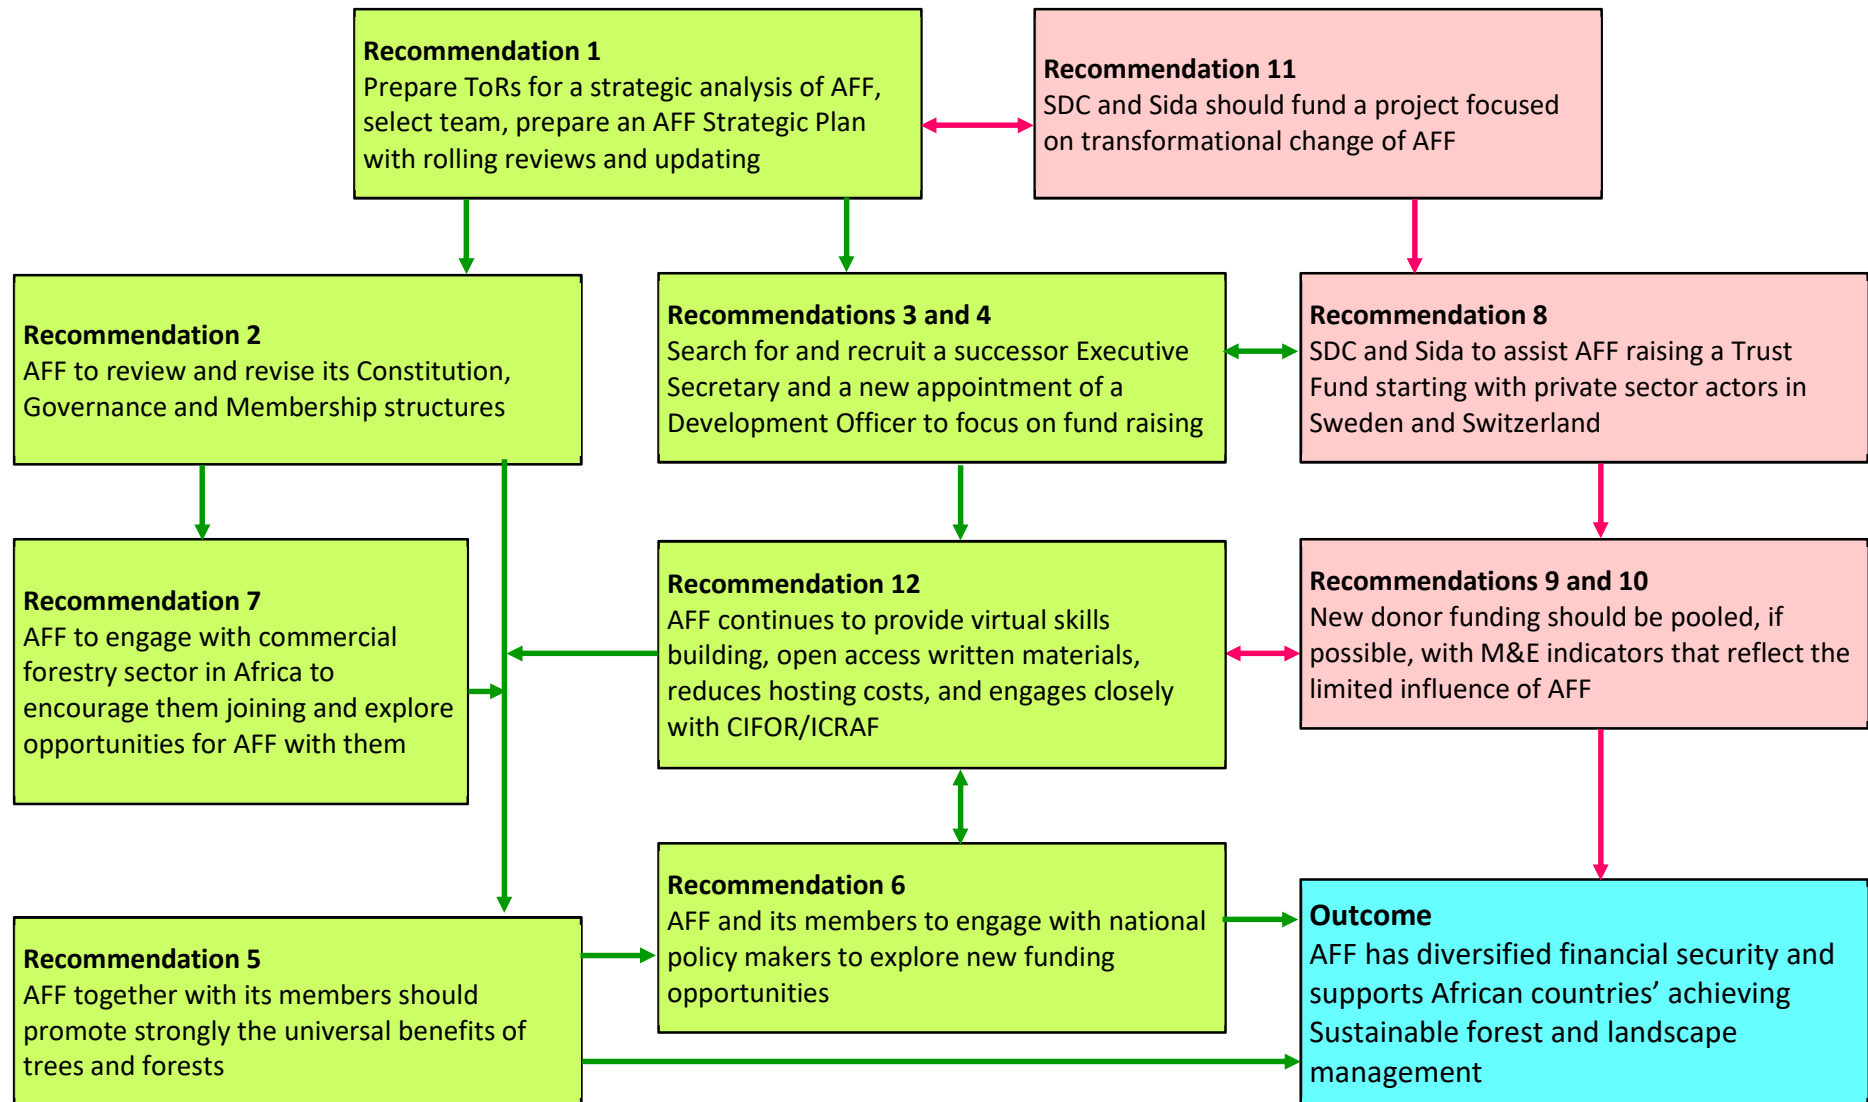 Recommendation 1
Prepare ToRs for a strategic analysis of AFF,
select team, prepare an AFF Strategic Plan
with rolling reviews and updating
Recommendation 11
SDC and Sida should fund a project focused
on transformational change of AFF
Recommendation 2
AFF to review and revise its Constitution,
Governance and Membership structures
Recommendations 3 and 4
Search for and recruit a successor Executive
Secretary and a new appointment of a
Development Officer to focus on fund raising
Recommendation 8
SDC and Sida to assist AFF raising a Trust
Fund starting with private sector actors in
Sweden and Switzerland
Recommendation 7
AFF to engage with commercial
forestry sector in Africa to
encourage them joining and explore
opportunities for AFF with them
Recommendation 12
AFF continues to provide virtual skills
building, open access written materials,
reduces hosting costs, and engages closely
with CIFOR/ICRAF
Recommendations 9 and 10
New donor funding should be pooled, if
possible, with M&E indicators that reflect the
limited influence of AFF
Recommendation 5
AFF together with its members should
promote strongly the universal benefits of
trees and forests
Recommendation 6
AFF and its members to engage with national
policy makers to explore new funding
opportunities
Outcome
AFF has diversified financial security and
supports African countries’ achieving
Sustainable forest and landscape
management